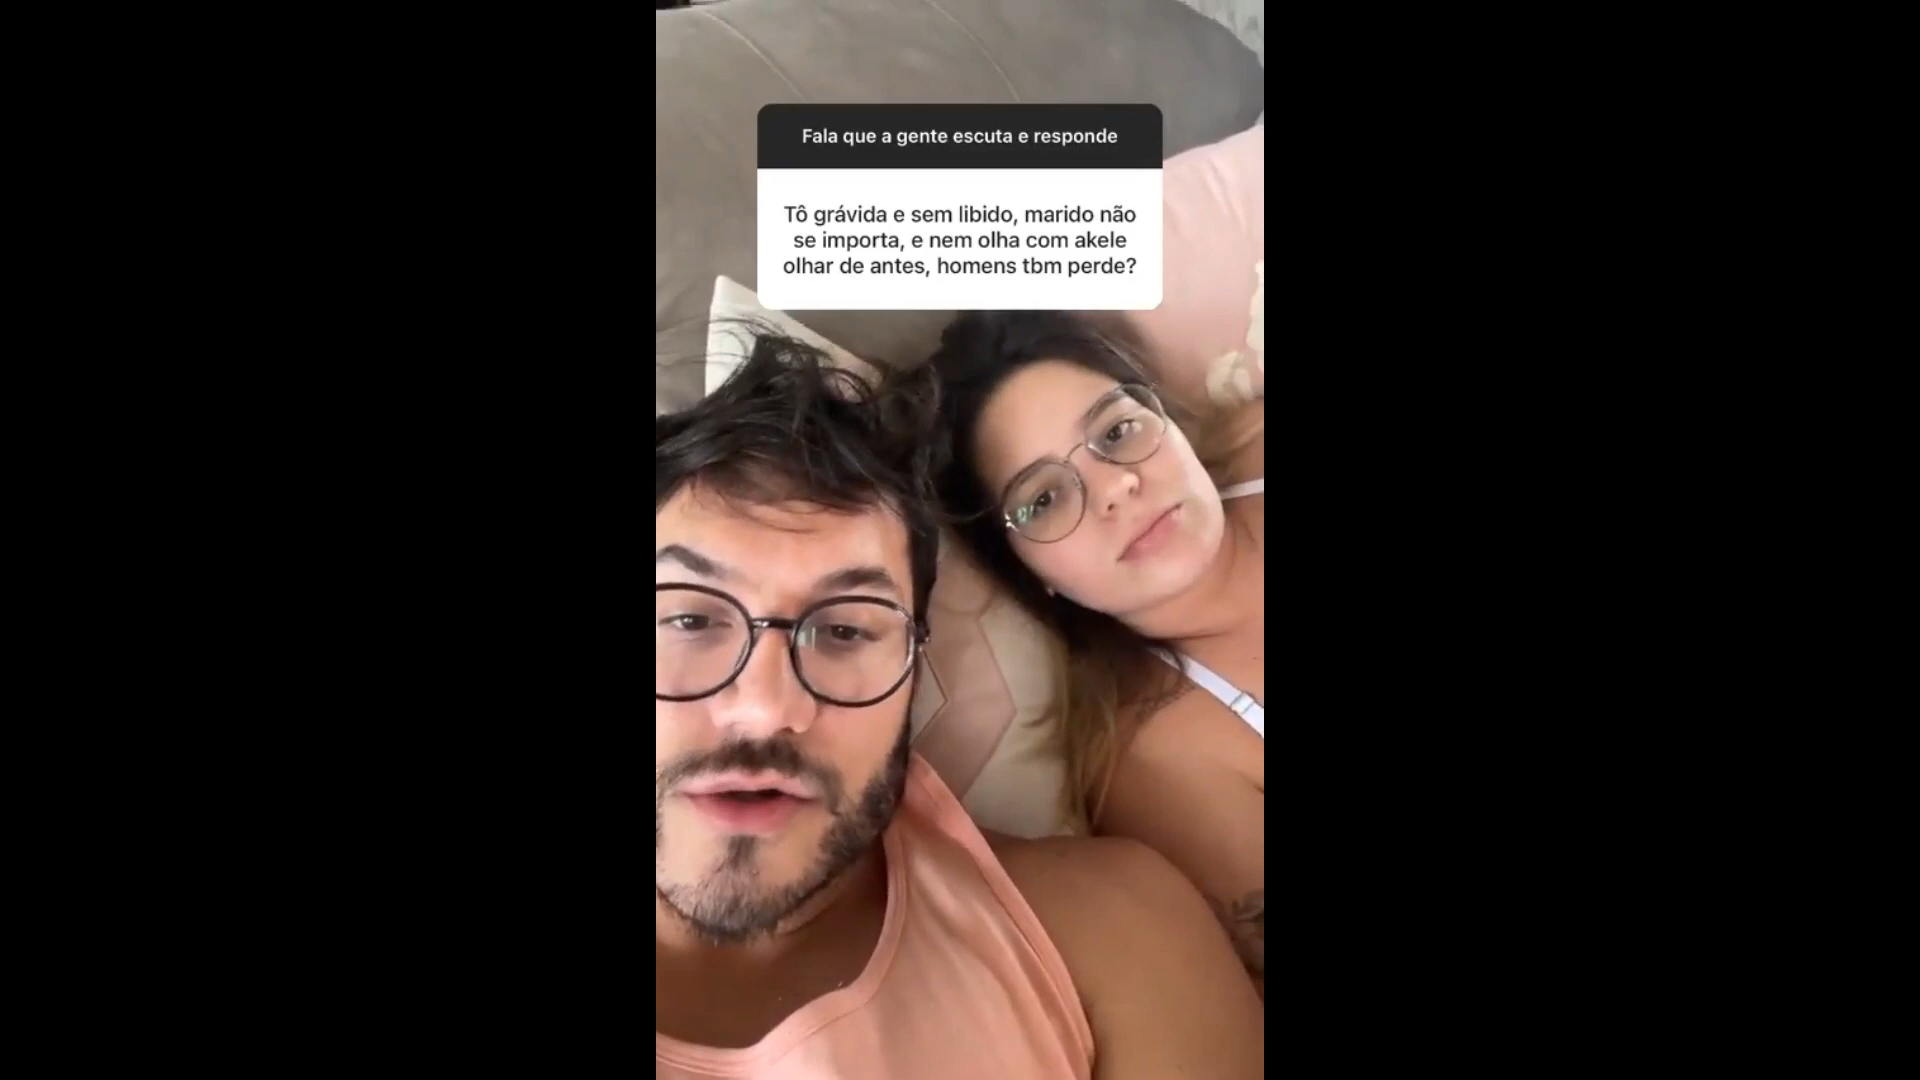 Fala que a gente escuta e responde
Tô grávida e sem libido, marido não
se importa, e nem olha com akele
olhar de antes, homens tbm perde?